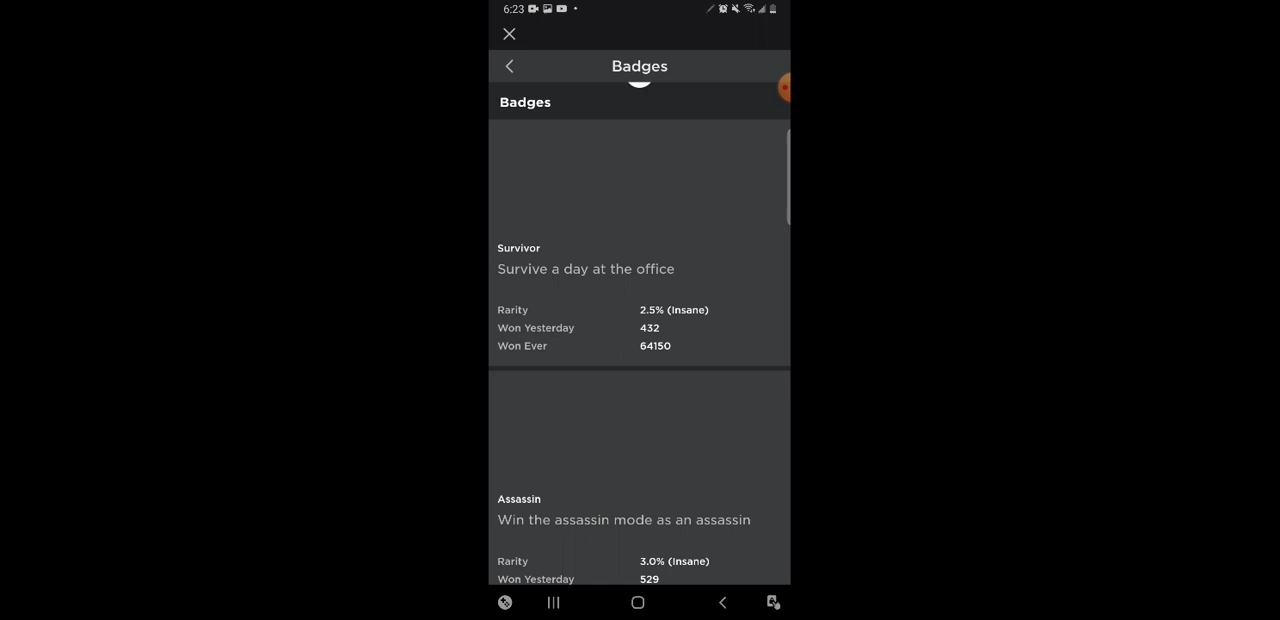 6:23
Badges
Badges
Survivor
Survive a day at the office
Rarity 2.5% (Insane)
Won Yesterday 432
Won Ever 64150
Assassin
Win the assassin mode as an assassin
Rarity 3.0% (Insane)
Won Yesterday 529